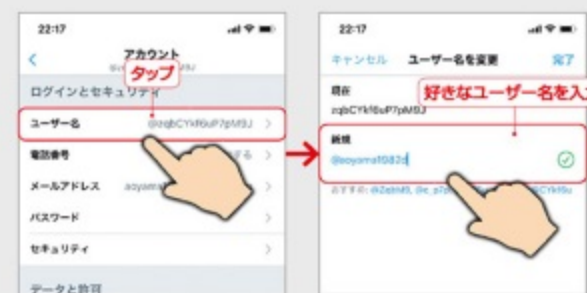 22:17
アカウント
タップ
ログインとセキュリティ
ユーザー名
電話番号
メールアドレス
パスワード
セキュリティ
データと許可
22:17
キャンセル ユーザー名を変更 完了
現在
好きなユーザー名を入
新規
おすすめ: